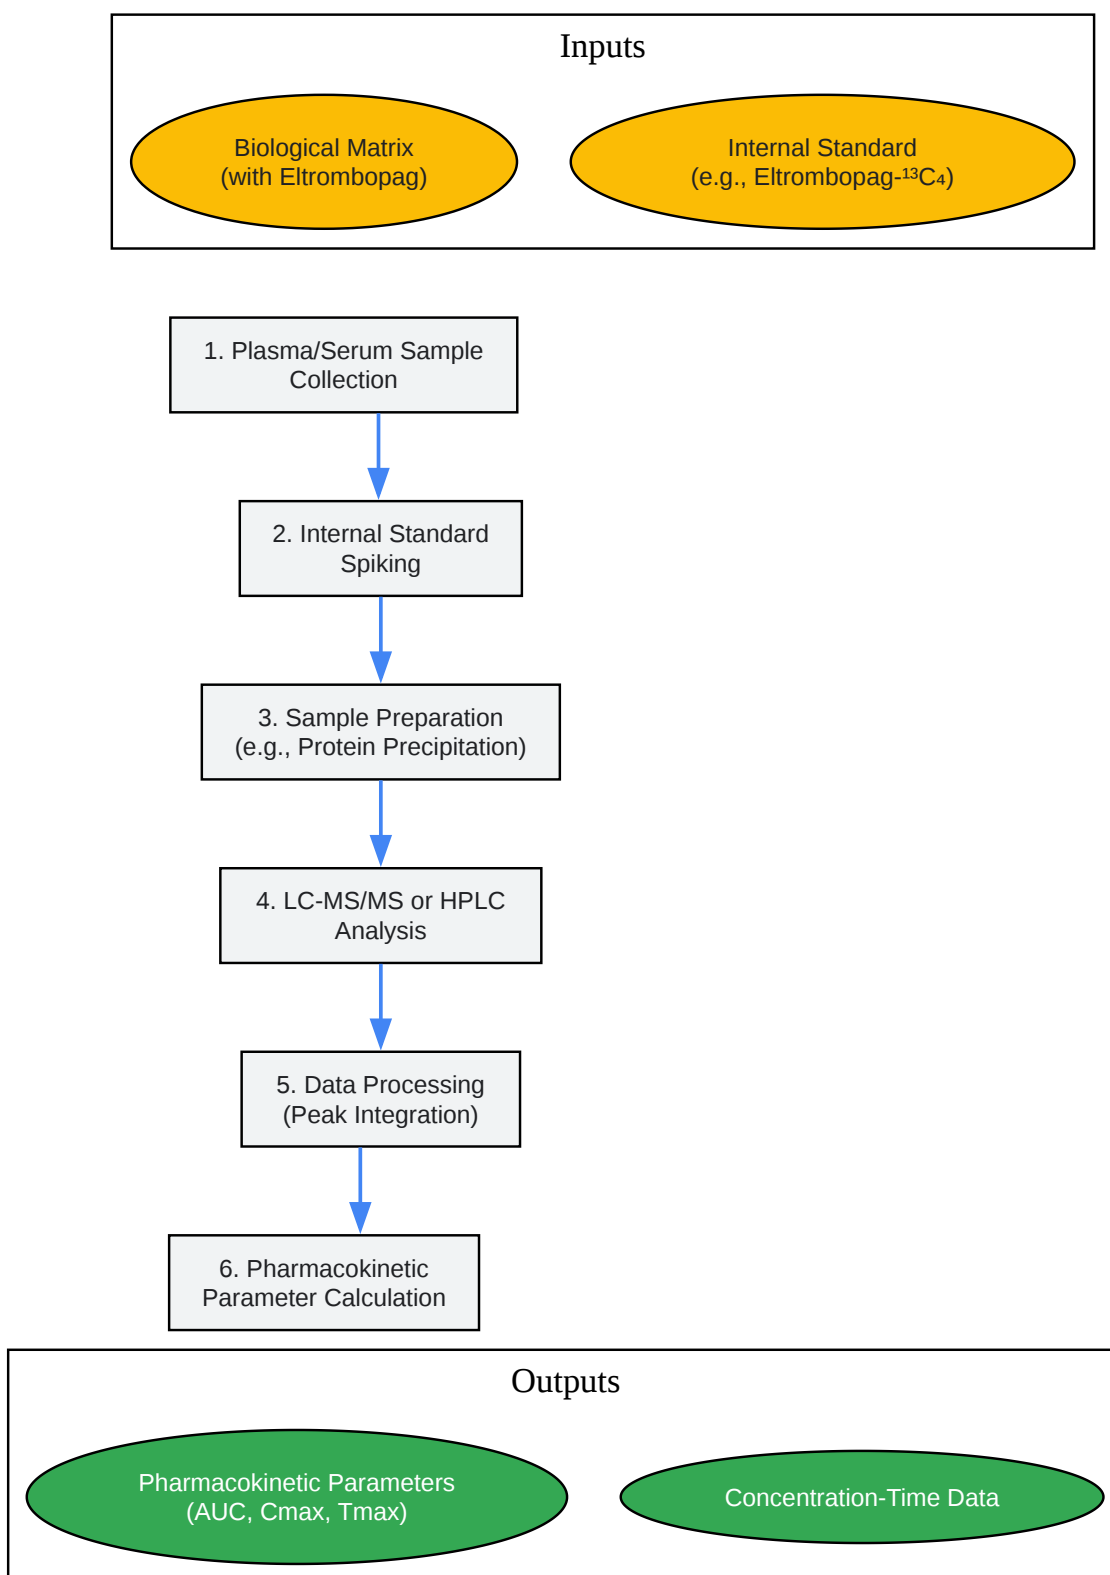 Inputs
Biological Matrix
(with Eltrombopag)
Internal Standard
(e.g., Eltrombopag-¹³C₄)
1. Plasma/Serum Sample
Collection
2. Internal Standard
Spiking
3. Sample Preparation
(e.g., Protein Precipitation)
4. LC-MS/MS or HPLC
Analysis
5. Data Processing
(Peak Integration)
6. Pharmacokinetic
Parameter Calculation
Outputs
Pharmacokinetic Parameters
(AUC, Cmax, Tmax)
Concentration-Time Data